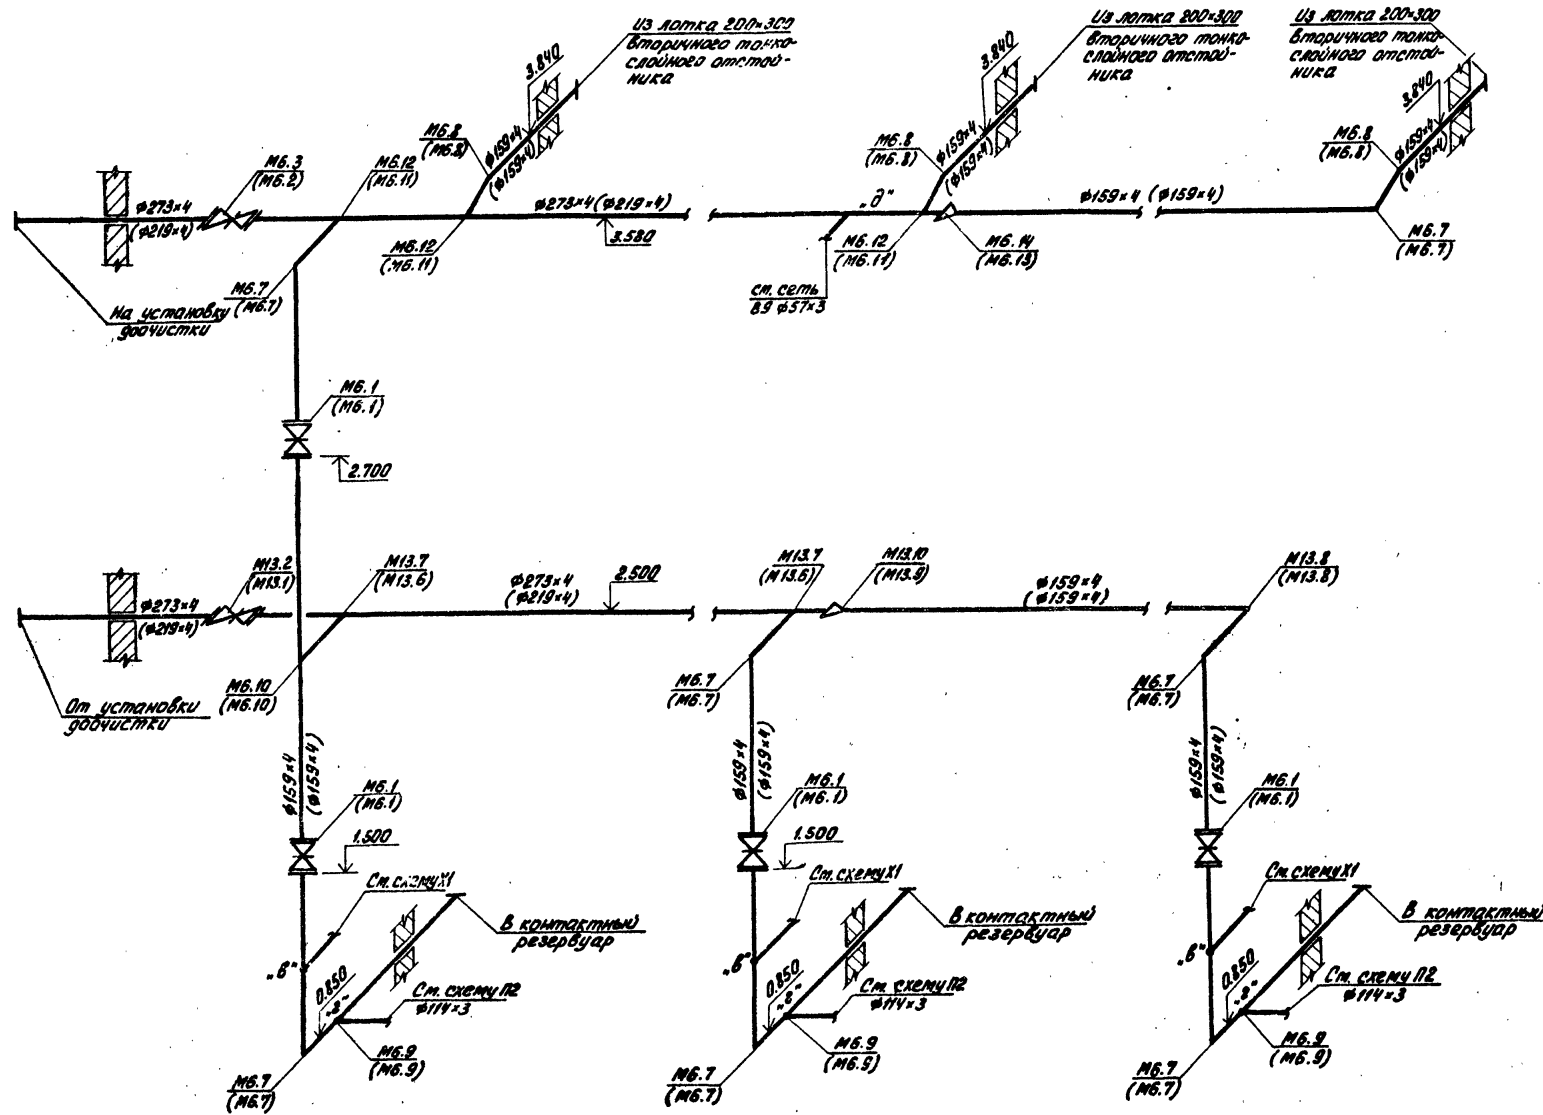 Из лотка 200×300
вторичного тонко-
слойного отстой-
ника
Из лотка 200×300
вторичного тонко-
слойного отстой-
ника
Из лотка 200×300
вторичного тонко-
слойного отстой-
ника
3.840
3.840
3.840
М6.8
(М6.8)
ф159×4
(ф159×4)
М6.8
(М6.8)
ф159×4
(ф159×4)
М6.8
(М6.8)
ф159×4
(ф159×4)
М6.3
(М6.2)
М6.12
(М6.11)
ф273×4
(ф219×4)
ф273×4 (ф219×4)
„д"
ф159×4 (ф159×4)
3.580
М6.12
(М6.11)
М6.12
(М6.11)
М6.14
(М6.13)
М6.7
(М6.7)
М6.7
(М6.7)
На установку
доочистки
см. сеть
В9 ф57×3
М6.1
(М6.1)
2.700
М13.2
(М13.1)
М13.7
(М13.6)
М13.7
(М13.6)
М13.10
(М13.9)
М13.8
(М13.8)
ф273×4
(ф219×4)
ф273×4
(ф219×4)
2.500
ф159×4
(ф159×4)
М6.10
(М6.10)
М6.7
(М6.7)
М6.7
(М6.7)
От установки
доочистки
ф159×4
(ф159×4)
ф159×4
(ф159×4)
ф159×4
(ф159×4)
М6.1
(М6.1)
М6.1
(М6.1)
М6.1
(М6.1)
1.500
1.500
См. схему Х1
См. схему Х1
См. схему Х1
В контактный
резервуар
В контактный
резервуар
В контактный
резервуар
„в"
„в"
„в"
0.850
„г"
0.850
„г"
0.850
„г"
См. схему П2
ф114×3
См. схему П2
ф114×3
См. схему П2
ф114×3
М6.9
(М6.9)
М6.9
(М6.9)
М6.9
(М6.9)
М6.7
(М6.7)
М6.7
(М6.7)
М6.7
(М6.7)